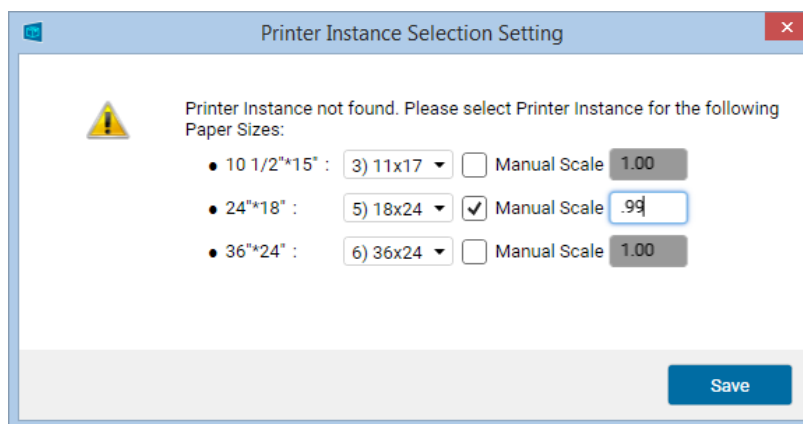 Printer Instance Selection Setting
Printer Instance not found. Please select Printer Instance for the following
Paper Sizes:
• 10 1/2"*15" : 3) 11x17 Manual Scale 1.00
• 24"*18" : 5) 18x24 Manual Scale .99
• 36"*24" : 6) 36x24 Manual Scale 1.00
Save